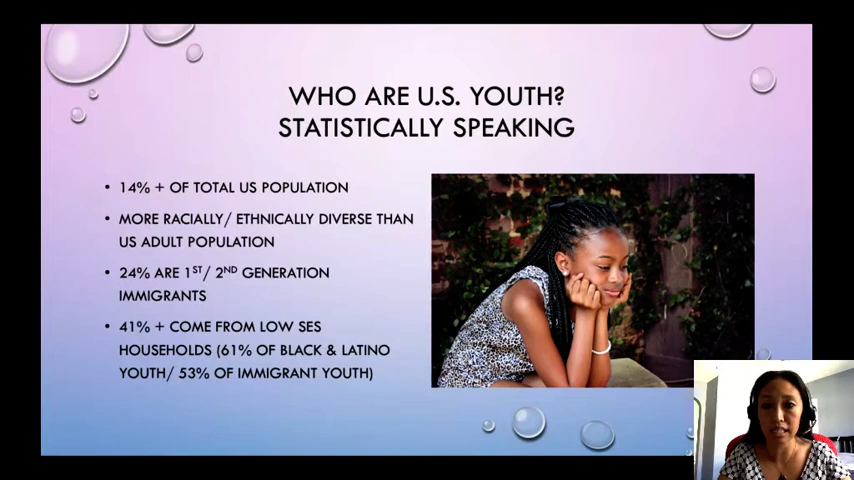 WHO ARE U.S. YOUTH?
STATISTICALLY SPEAKING
• 14% + OF TOTAL US POPULATION
• MORE RACIALLY/ ETHNICALLY DIVERSE THAN
US ADULT POPULATION
• 24% ARE 1ST/ 2ND GENERATION
IMMIGRANTS
• 41% + COME FROM LOW SES
HOUSEHOLDS (61% OF BLACK & LATINO
YOUTH/ 53% OF IMMIGRANT YOUTH)